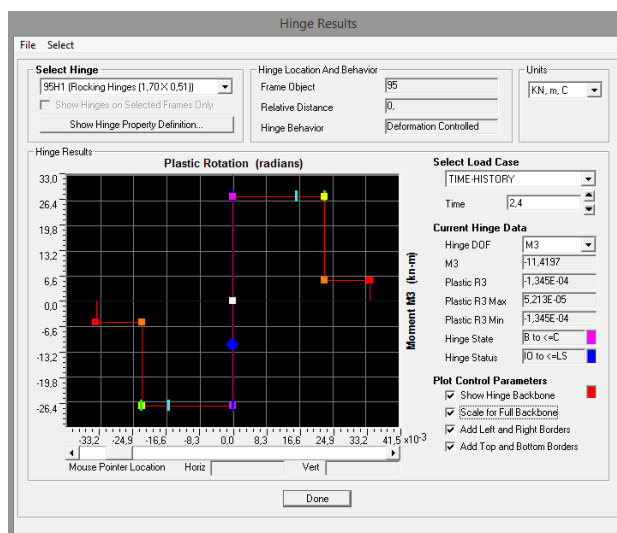 Hinge Results
File Select
Select Hinge
95H1 (Rocking Hinges (1,70 X 0,51))
Show Hinges on Selected Frames Only
Show Hinge Property Definition...
Hinge Location And Behavior
Frame Object 95
Relative Distance 0,
Hinge Behavior Deformation Controlled
Units
KN, m, C
Hinge Results
Plastic Rotation (radians)
33,0
26,4
19,8
13,2
6,6
0,0
-6,6
-13,2
-19,8
-26,4
Moment M3 (kn-m)
-33,2 -24,9 -16,6 -8,3 0,0 8,3 16,6 24,9 33,2 41,5 x10 -3
Mouse Pointer Location Horiz Vert
Select Load Case
TIME-HISTORY
Time 2,4
Current Hinge Data
Hinge DOF M3
M3 -11,4197
Plastic R3 -1,345E-04
Plastic R3 Max 5,213E-05
Plastic R3 Min -1,345E-04
Hinge State B to <=C
Hinge Status IO to <=LS
Plot Control Parameters
Show Hinge Backbone
Scale for Full Backbone
Add Left and Right Borders
Add Top and Bottom Borders
Done